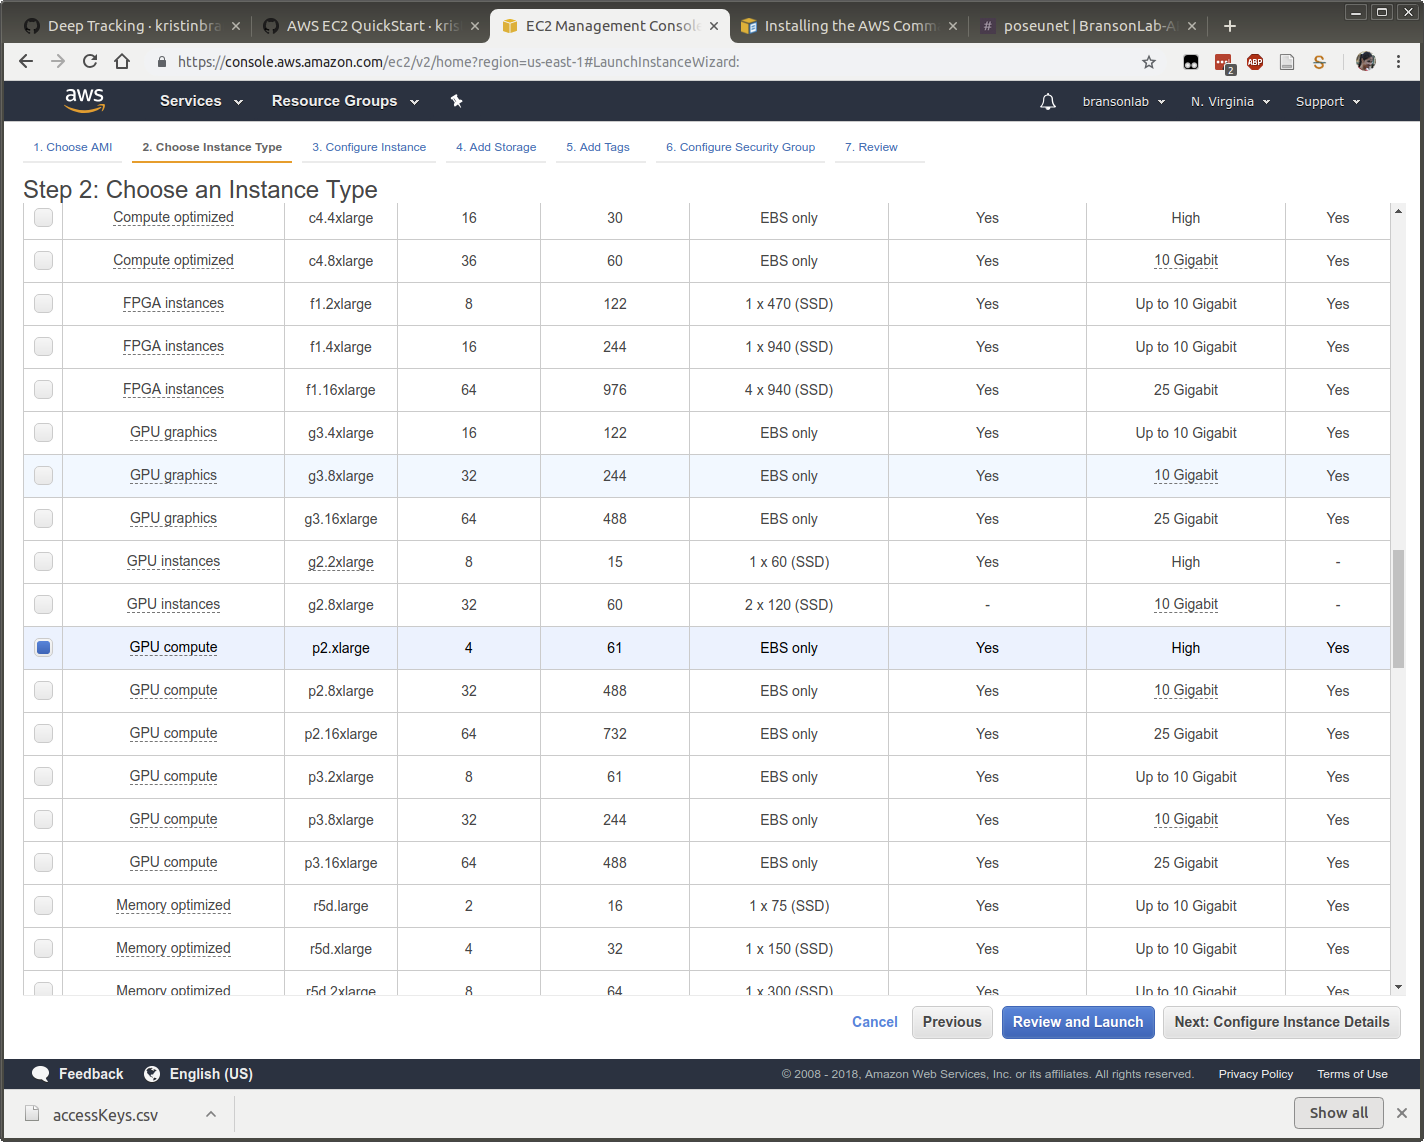 Deep Tracking · kristinbra
AWS EC2 QuickStart · kris
EC2 Management Console
Installing the AWS Comm
# poseunet | BransonLab-A
https://console.aws.amazon.com/ec2/v2/home?region=us-east-1#LaunchInstanceWizard:
2 ABP S
aws Services Resource Groups bransonlab N. Virginia Support
1. Choose AMI 2. Choose Instance Type 3. Configure Instance 4. Add Storage 5. Add Tags 6. Configure Security Group 7. Review
Step 2: Choose an Instance Type
Compute optimized c4.4xlarge 16 30 EBS only Yes High Yes
Compute optimized c4.8xlarge 36 60 EBS only Yes 10 Gigabit Yes
FPGA instances f1.2xlarge 8 122 1 x 470 (SSD) Yes Up to 10 Gigabit Yes
FPGA instances f1.4xlarge 16 244 1 x 940 (SSD) Yes Up to 10 Gigabit Yes
FPGA instances f1.16xlarge 64 976 4 x 940 (SSD) Yes 25 Gigabit Yes
GPU graphics g3.4xlarge 16 122 EBS only Yes Up to 10 Gigabit Yes
GPU graphics g3.8xlarge 32 244 EBS only Yes 10 Gigabit Yes
GPU graphics g3.16xlarge 64 488 EBS only Yes 25 Gigabit Yes
GPU instances g2.2xlarge 8 15 1 x 60 (SSD) Yes High -
GPU instances g2.8xlarge 32 60 2 x 120 (SSD) - 10 Gigabit -
GPU compute p2.xlarge 4 61 EBS only Yes High Yes
GPU compute p2.8xlarge 32 488 EBS only Yes 10 Gigabit Yes
GPU compute p2.16xlarge 64 732 EBS only Yes 25 Gigabit Yes
GPU compute p3.2xlarge 8 61 EBS only Yes Up to 10 Gigabit Yes
GPU compute p3.8xlarge 32 244 EBS only Yes 10 Gigabit Yes
GPU compute p3.16xlarge 64 488 EBS only Yes 25 Gigabit Yes
Memory optimized r5d.large 2 16 1 x 75 (SSD) Yes Up to 10 Gigabit Yes
Memory optimized r5d.xlarge 4 32 1 x 150 (SSD) Yes Up to 10 Gigabit Yes
Memory optimized r5d.2xlarge 8 64 1 x 300 (SSD) Yes Up to 10 Gigabit Yes
Cancel Previous Review and Launch Next: Configure Instance Details
Feedback English (US) © 2008 - 2018, Amazon Web Services, Inc. or its affiliates. All rights reserved. Privacy Policy Terms of Use
accessKeys.csv Show all